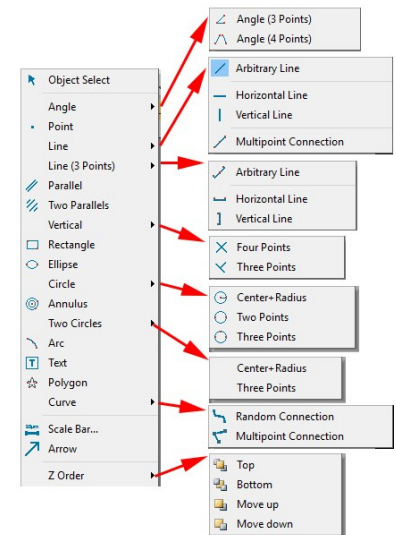 Object Select
Angle
Point
Line
Line (3 Points)
Parallel
Two Parallels
Vertical
Rectangle
Ellipse
Circle
Annulus
Two Circles
Arc
T Text
Polygon
Curve
Scale Bar...
Arrow
Z Order
Angle (3 Points)
Angle (4 Points)
Arbitrary Line
Horizontal Line
Vertical Line
Multipoint Connection
Arbitrary Line
Horizontal Line
Vertical Line
Four Points
Three Points
Center+Radius
Two Points
Three Points
Center+Radius
Three Points
Random Connection
Multipoint Connection
Top
Bottom
Move up
Move down